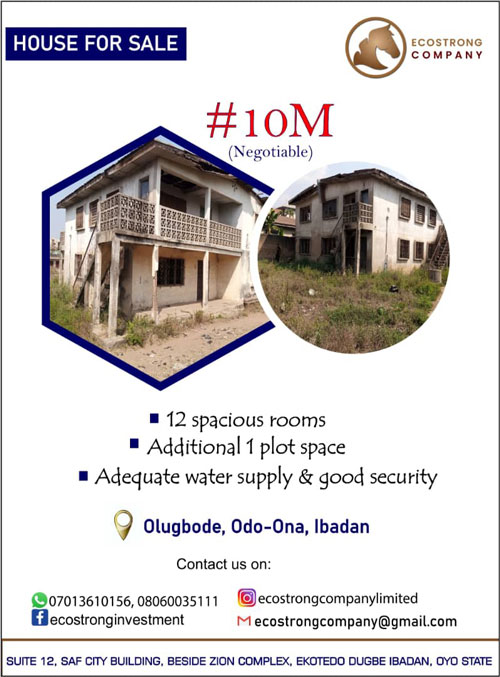 HOUSE FOR SALE
ECOSTRONG
COMPANY
#10M
(Negotiable)
12 spacious rooms
Additional 1 plot space
Adequate water supply & good security
Olugbode, Odo-Ona, Ibadan
Contact us on:
07013610156, 08060035111
ecostrongcompanylimited
ecostronginvestment
ecostrongcompany@gmail.com
SUITE 12, SAF CITY BUILDING, BESIDE ZION COMPLEX, EKOTEDO DUGBE IBADAN, OYO STATE